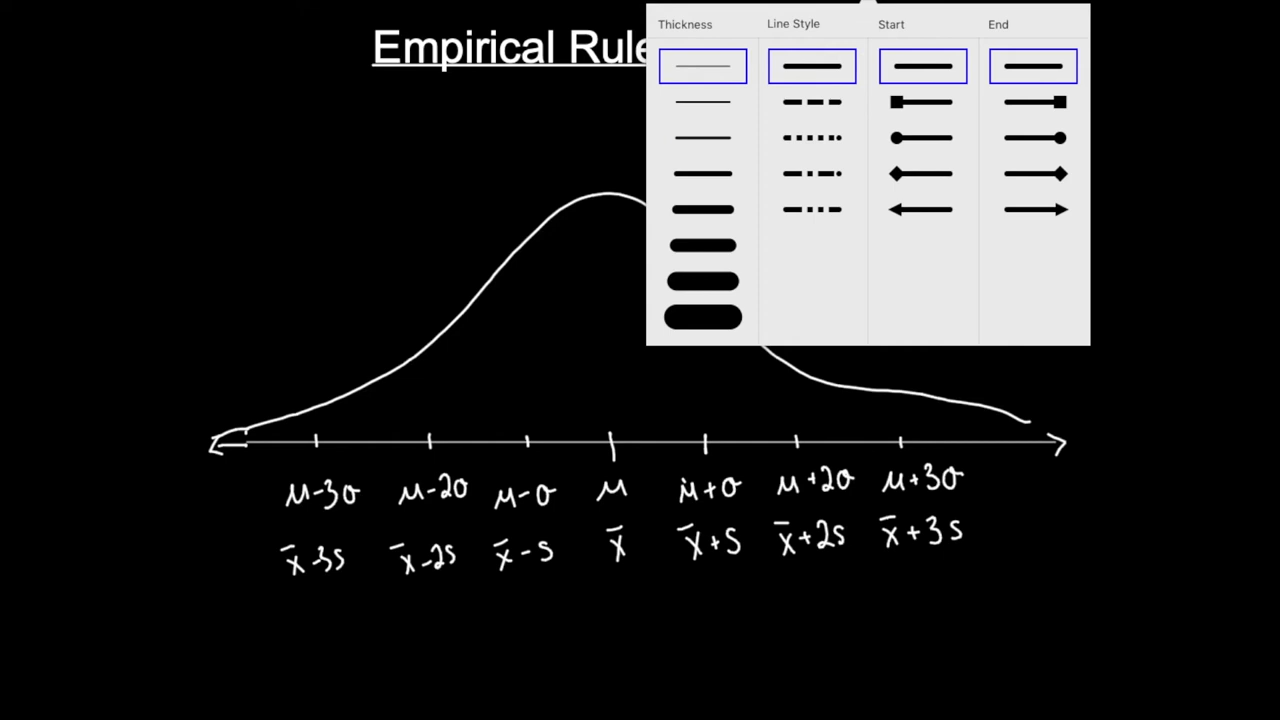 Empirical Rule
Thickness Line Style Start End
μ-3σ μ-2σ μ-σ μ μ+σ μ+2σ μ+3σ
x̄-3s x̄-2s x̄-s x̄ x̄+s x̄+2s x̄+3s